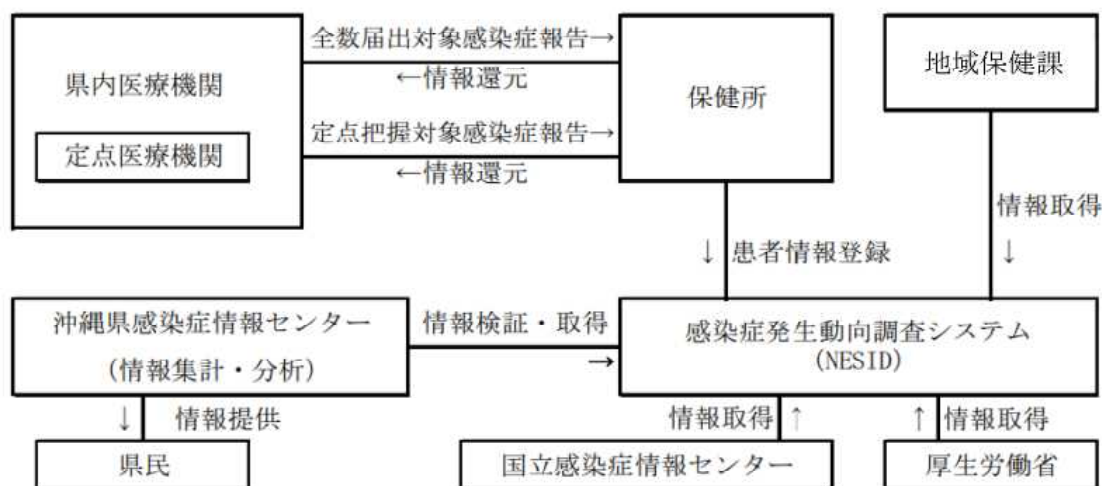 全数届出対象感染症報告→
←情報還元
県内医療機関
定点医療機関
定点把握対象感染症報告→
←情報還元
保健所
地域保健課
情報取得
↓
↓ 患者情報登録
沖縄県感染症情報センター
(情報集計・分析)
情報検証・取得
→
感染症発生動向調査システム
(NESID)
↓ 情報提供
情報取得 ↑
↑ 情報取得
県民
国立感染症情報センター
厚生労働省